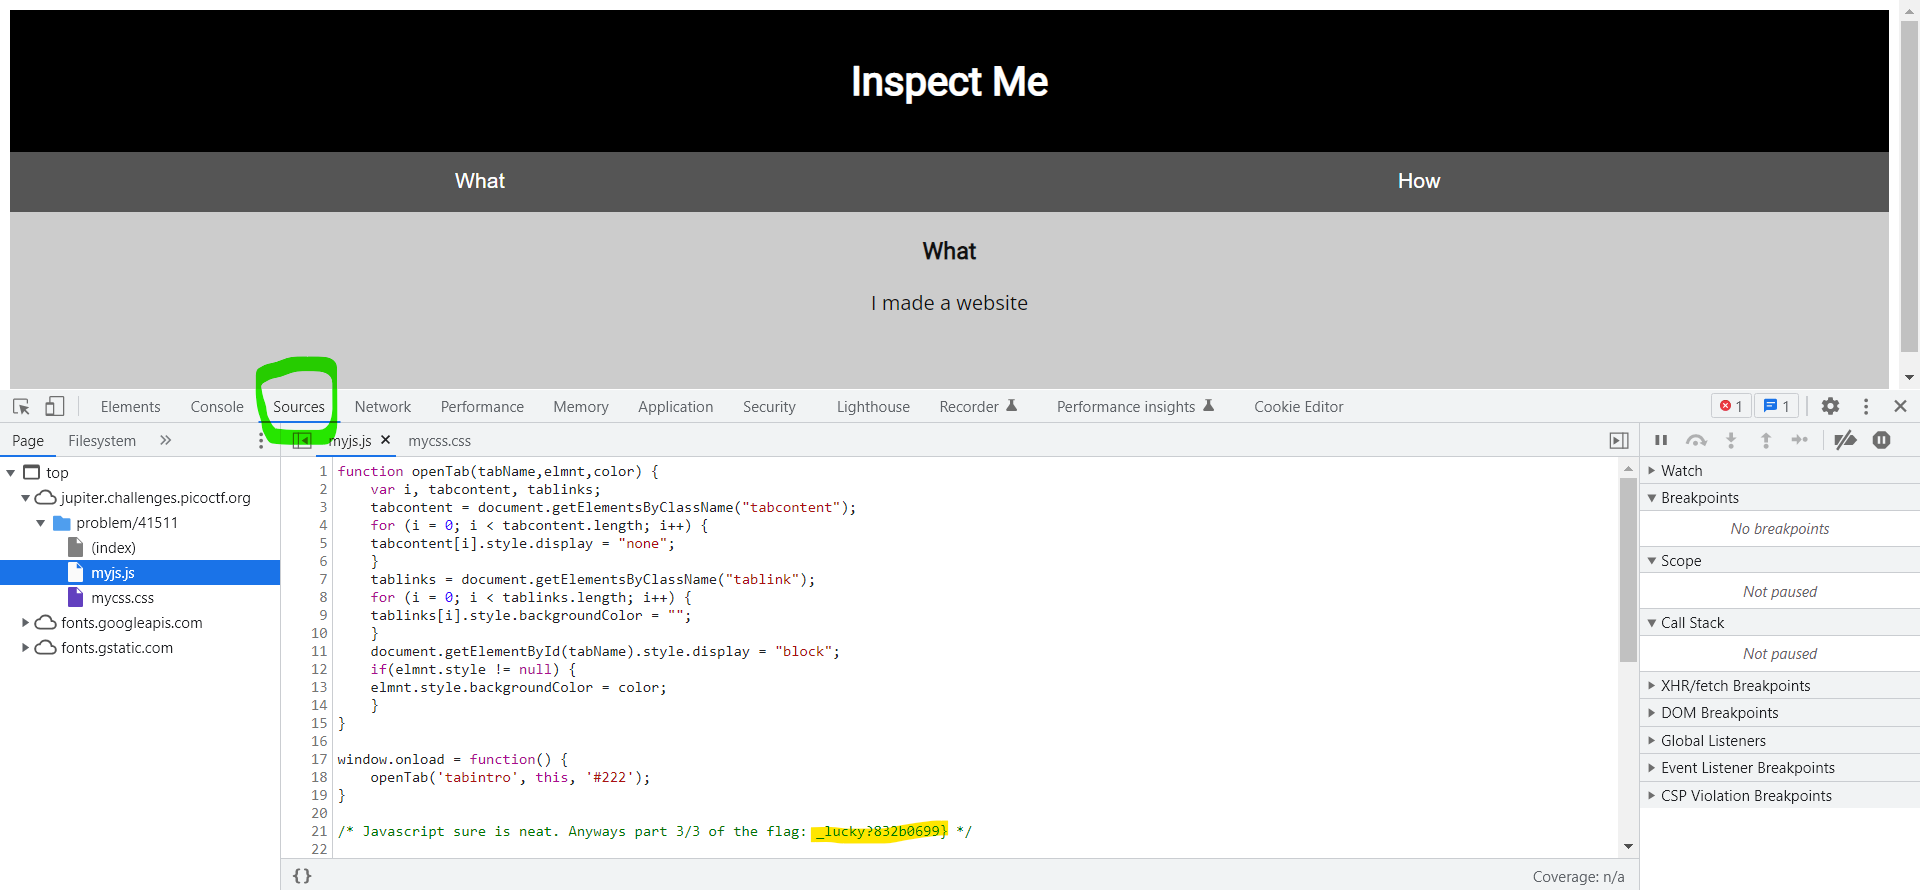 Inspect Me
What
How
What
I made a website
Elements Console Sources Network Performance Memory Application Security Lighthouse Recorder Performance insights Cookie Editor 1 1
Page Filesystem
myjs.js mycss.css
top
jupiter.challenges.picoctf.org
problem/41511
(index)
myjs.js
mycss.css
fonts.googleapis.com
fonts.gstatic.com
1 function openTab(tabName,elmnt,color) {
2 var i, tabcontent, tablinks;
3 tabcontent = document.getElementsByClassName("tabcontent");
4 for (i = 0; i < tabcontent.length; i++) {
5 tabcontent[i].style.display = "none";
6 }
7 tablinks = document.getElementsByClassName("tablink");
8 for (i = 0; i < tablinks.length; i++) {
9 tablinks[i].style.backgroundColor = "";
10 }
11 document.getElementById(tabName).style.display = "block";
12 if(elmnt.style != null) {
13 elmnt.style.backgroundColor = color;
14 }
15 }
16
17 window.onload = function() {
18 openTab('tabintro', this, '#222');
19 }
20
21 /* Javascript sure is neat. Anyways part 3/3 of the flag: _lucky?832b0699} */
22
{}
Coverage: n/a
Watch
Breakpoints
No breakpoints
Scope
Not paused
Call Stack
Not paused
XHR/fetch Breakpoints
DOM Breakpoints
Global Listeners
Event Listener Breakpoints
CSP Violation Breakpoints